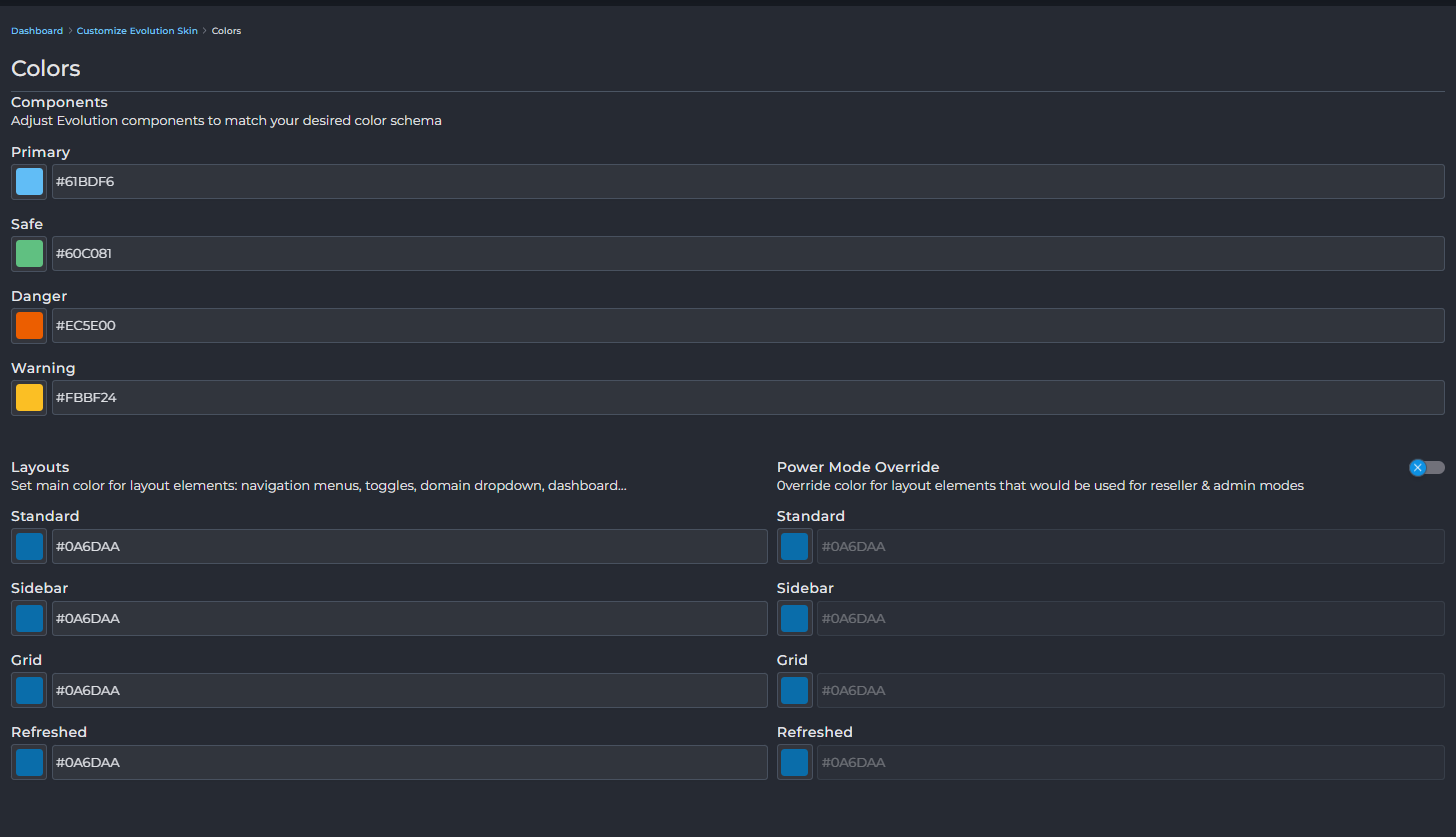 Dashboard > Customize Evolution Skin > Colors
Colors
Components
Adjust Evolution components to match your desired color schema
Primary
#61BDF6
Safe
#60C081
Danger
#EC5E00
Warning
#FBBF24
Layouts
Set main color for layout elements: navigation menus, toggles, domain dropdown, dashboard...
Standard
#0A6DAA
Sidebar
#0A6DAA
Grid
#0A6DAA
Refreshed
#0A6DAA
Power Mode Override
Override color for layout elements that would be used for reseller & admin modes
Standard
#0A6DAA
Sidebar
#0A6DAA
Grid
#0A6DAA
Refreshed
#0A6DAA